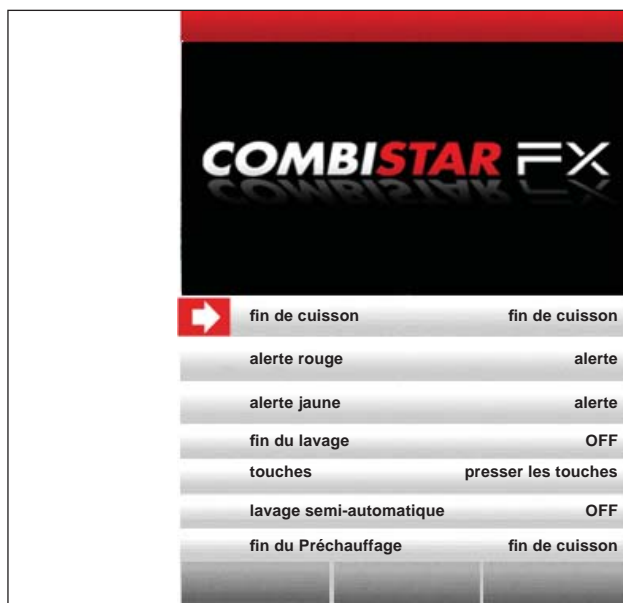 COMBISTAR FX
fin de cuisson fin de cuisson
alerte rouge alerte
alerte jaune alerte
fin du lavage OFF
touches presser les touches
lavage semi-automatique OFF
fin du Préchauffage fin de cuisson